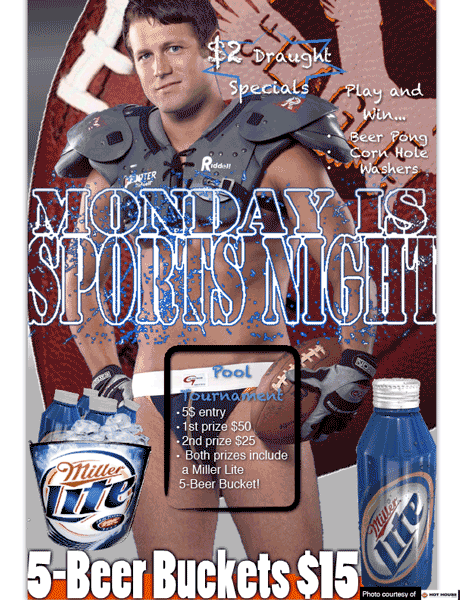 $2 Draught
Specials
Play and
Win...
• Beer Pong
• Corn Hole
Washers
Riddell
MONDAY IS
SPORTS NIGHT
Pool
Tournament
• 5$ entry
• 1st prize $50
• 2nd prize $25
• Both prizes include
a Miller Lite
5-Beer Bucket!
Miller
Lite
Miller
Lite
5-Beer Buckets $15
Photo courtesy of HOT HOUSE